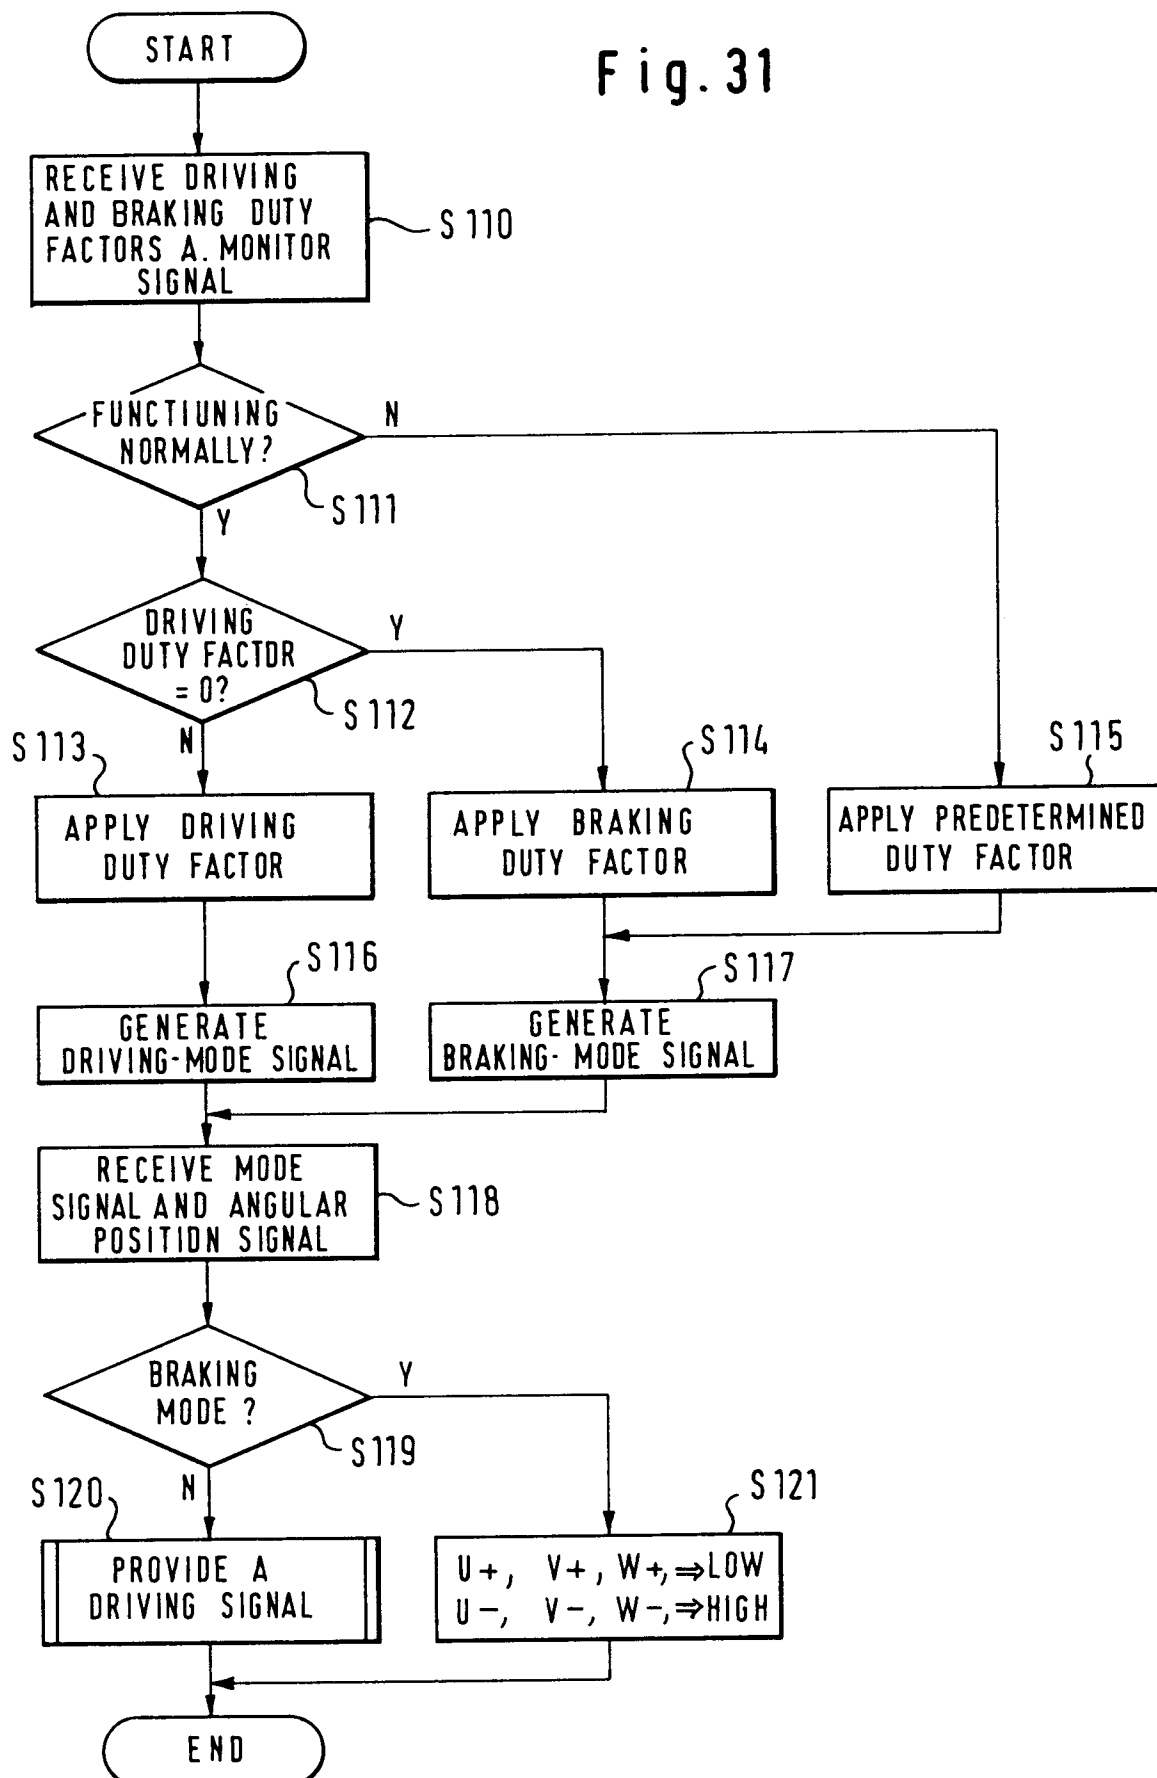 START
Fig. 31
RECEIVE DRIVING
AND BRAKING DUTY
FACTORS A. MONITOR
SIGNAL
S110
FUNCTIUNING
NORMALLY?
N
S111
Y
DRIVING
DUTY FACTDR
= 0?
Y
S112
N
S113
S114
S115
APPLY DRIVING
DUTY FACTOR
APPLY BRAKING
DUTY FACTOR
APPLY PREDETERMINED
DUTY FACTOR
S116
S117
GENERATE
DRIVING-MODE SIGNAL
GENERATE
BRAKING- MODE SIGNAL
RECEIVE MODE
SIGNAL AND ANGULAR
POSITIDN SIGNAL
S118
BRAKING
MODE ?
Y
S119
N
S120
S121
PROVIDE A
DRIVING SIGNAL
U+, V+, W+, ⇒LOW
U-, V-, W-, ⇒HIGH
END